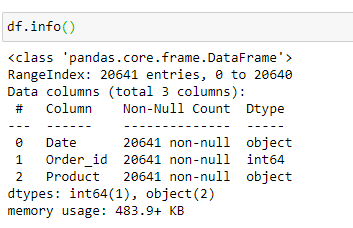 df.info()
<class 'pandas.core.frame.DataFrame'>
RangeIndex: 20641 entries, 0 to 20640
Data columns (total 3 columns):
 #   Column    Non-Null Count  Dtype
---  ------    --------------  -----
 0   Date      20641 non-null  object
 1   Order_id  20641 non-null  int64
 2   Product   20641 non-null  object
dtypes: int64(1), object(2)
memory usage: 483.9+ KB